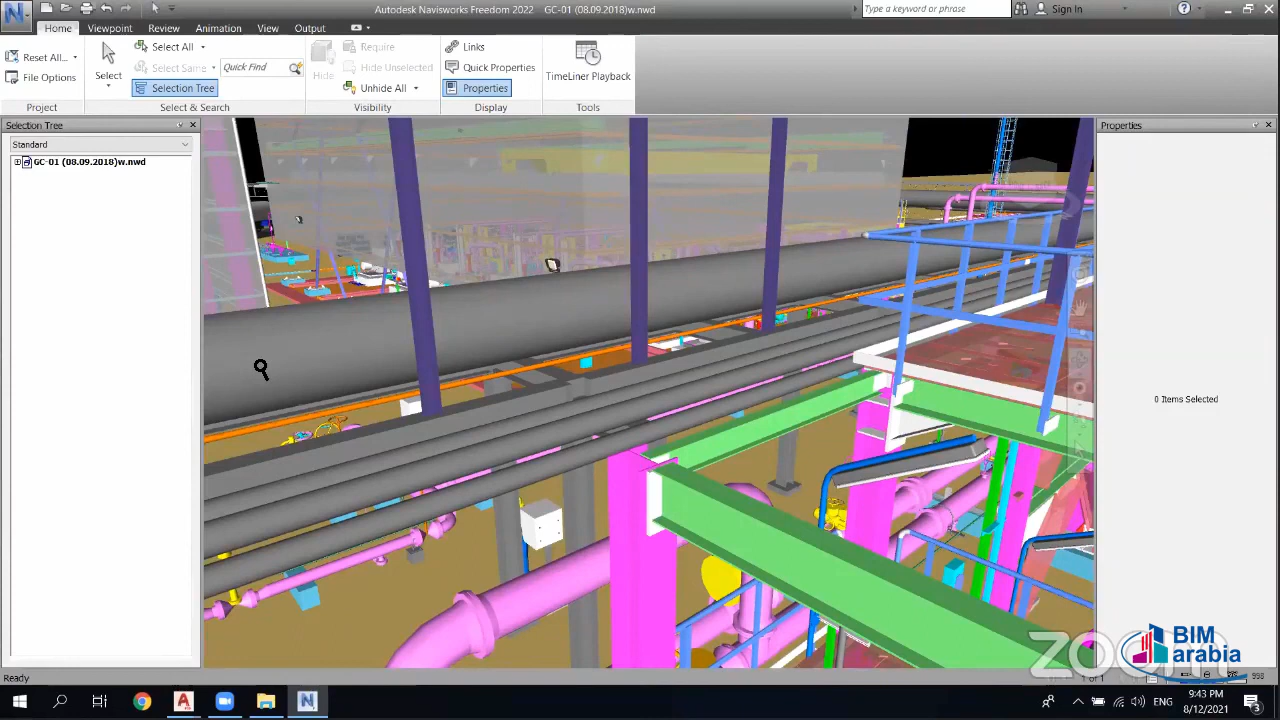 Autodesk Navisworks Freedom 2022 GC-01 (08.09.2018)w.nwd
Type a keyword or phrase
Sign In
Home
Viewpoint
Review
Animation
View
Output
Reset All...
File Options
Project
Select
Select All
Select Same
Selection Tree
Quick Find
Select & Search
Hide
Require
Hide Unselected
Unhide All
Visibility
Links
Quick Properties
Properties
Display
TimeLiner Playback
Tools
Selection Tree
Standard
GC-01 (08.09.2018)w.nwd
Properties
0 Items Selected
zoom
BIM
arabia
Ready
ENG
9:43 PM
8/12/2021
3